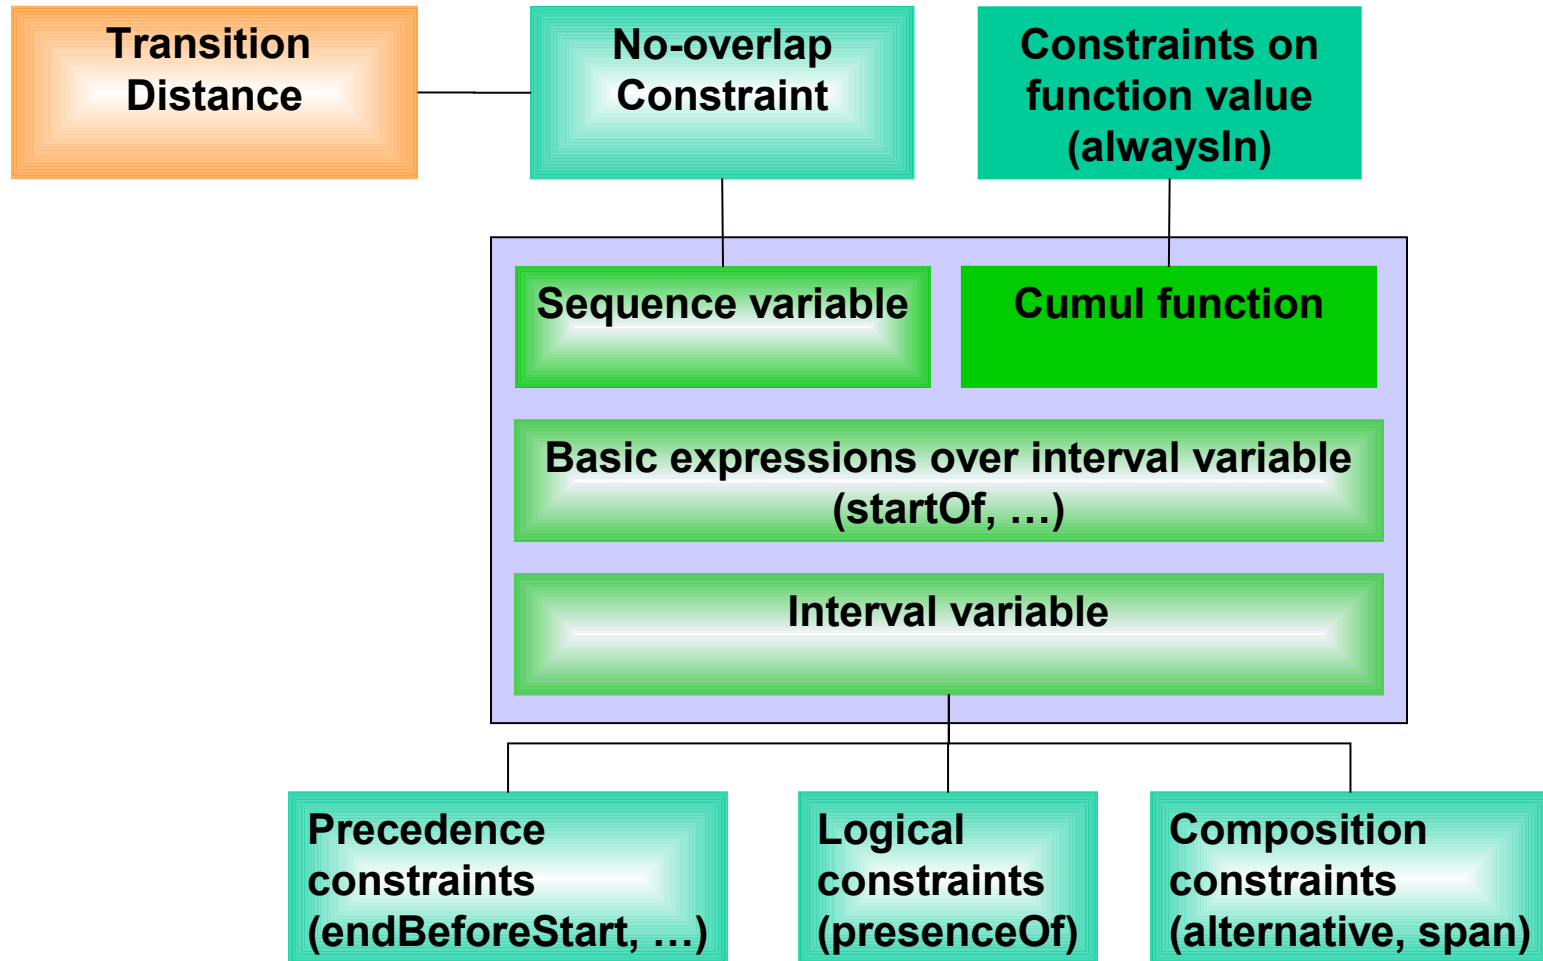 Transition
Distance
No-overlap
Constraint
Constraints on
function value
(alwaysIn)
Sequence variable
Cumul function
Basic expressions over interval variable
(startOf, …)
Interval variable
Precedence
constraints
(endBeforeStart, …)
Logical
constraints
(presenceOf)
Composition
constraints
(alternative, span)